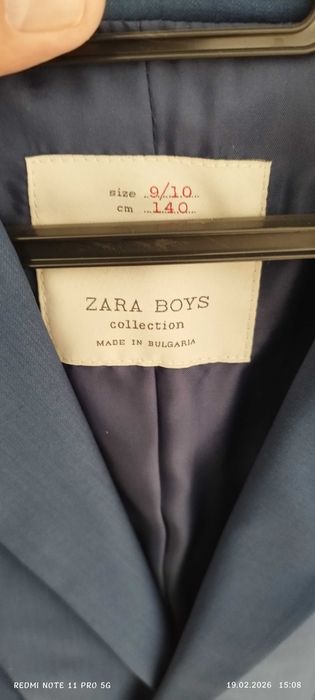 size 9/10
cm 140
ZARA BOYS
collection
MADE IN BULGARIA
REDMI NOTE 11 PRO 5G
19.02.2026 15:08